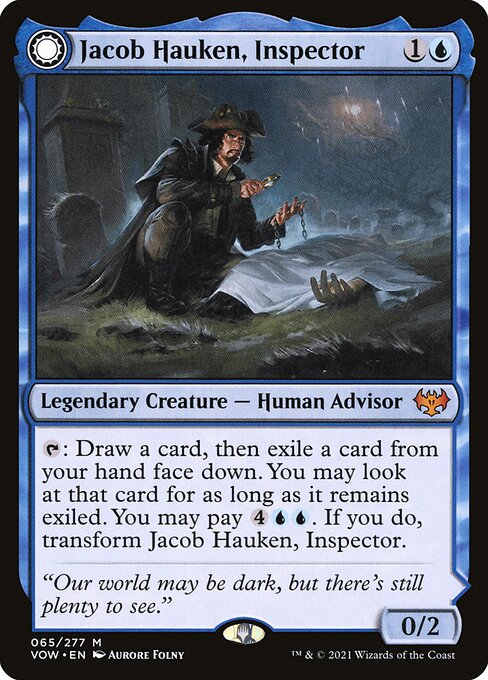 Jacob Hauken, Inspector 1
Legendary Creature — Human Advisor
: Draw a card, then exile a card from
your hand face down. You may look
at that card for as long as it remains
exiled. You may pay 4. If you do,
transform Jacob Hauken, Inspector.
“Our world may be dark, but there’s still
plenty to see.”
0/2
065/277 M
VOW • EN Aurore Folny
™ & © 2021 Wizards of the Coast